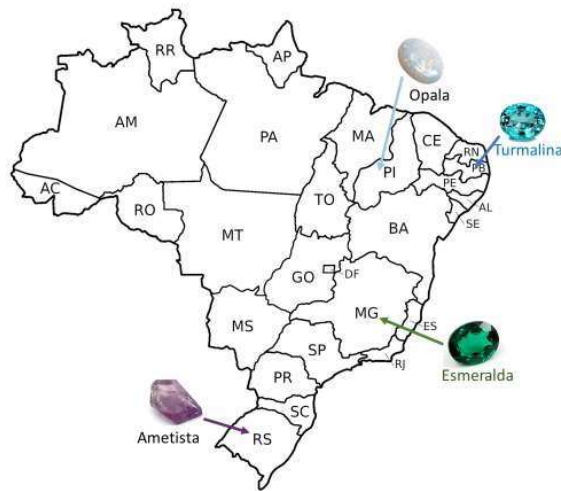 RR
AP
Opala
AM
PA
MA
CE
RN
Turmalina
PB
PI
PE
AC
AL
TO
SE
RO
BA
MT
GO
DF
MG
ES
MS
SP
RJ
Esmeralda
PR
SC
Ametista
RS